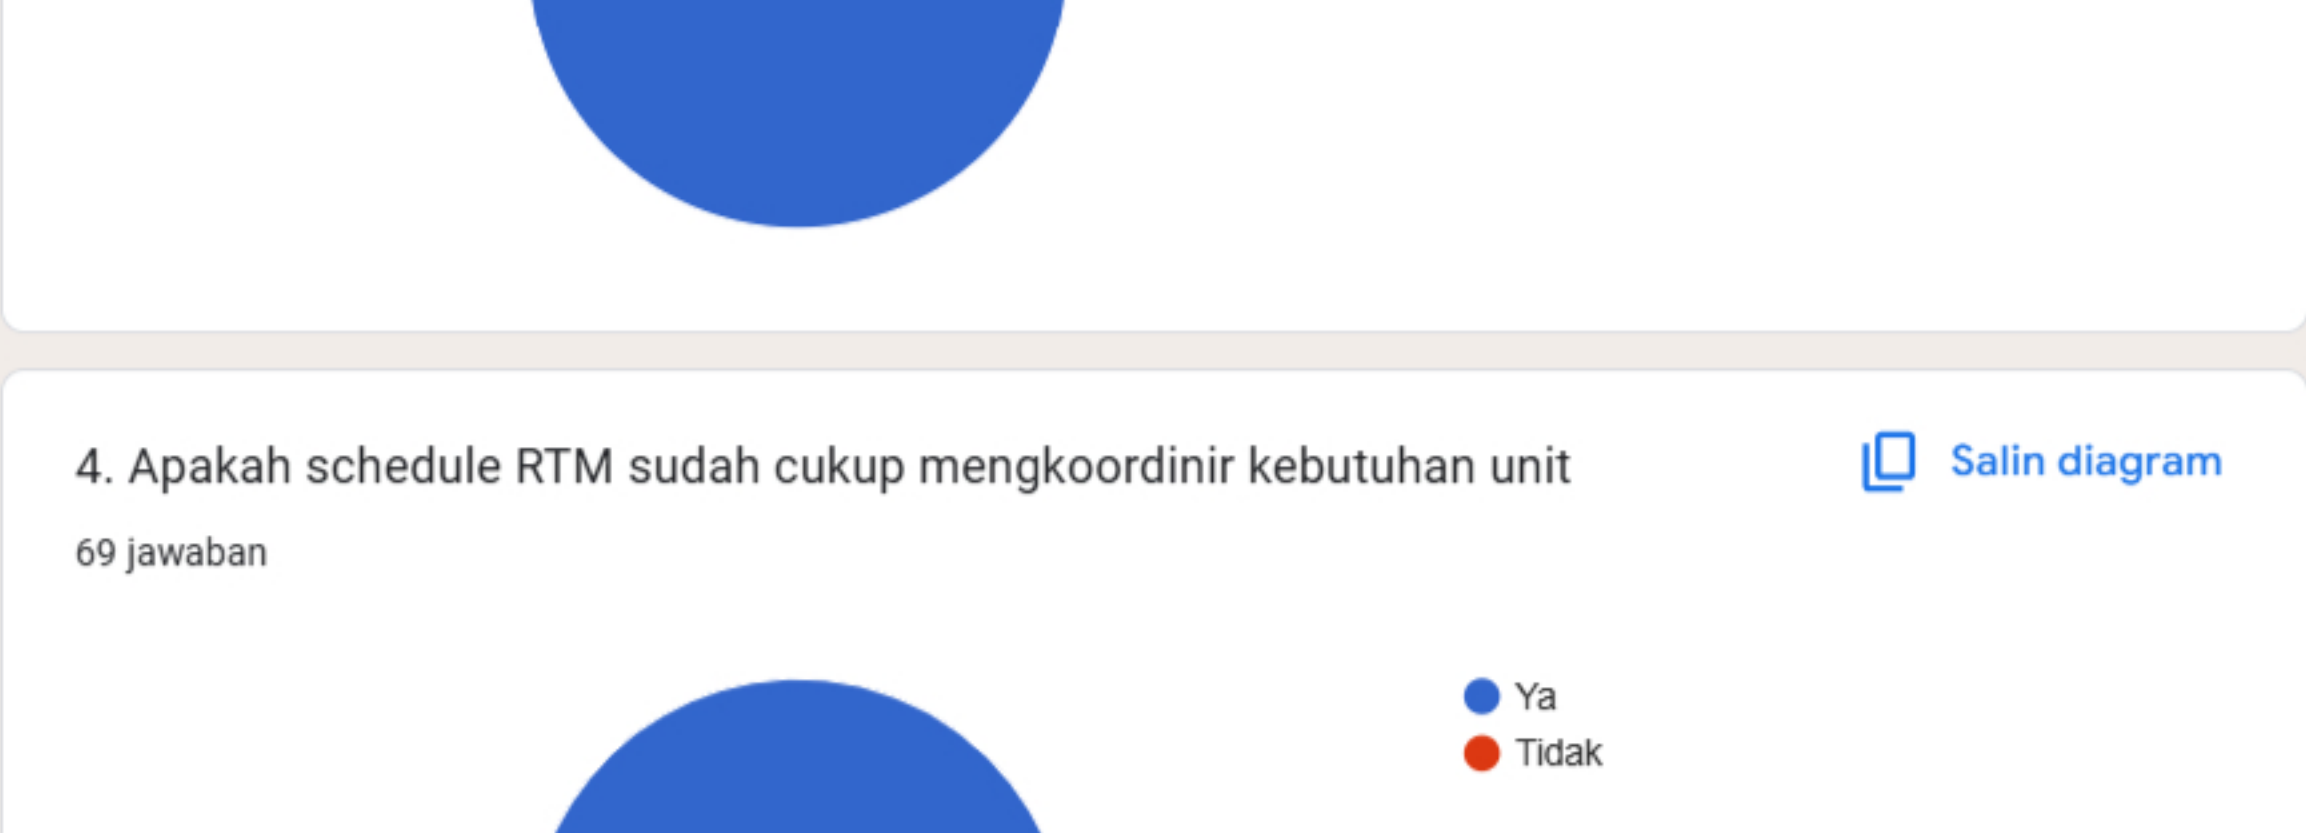 4. Apakah schedule RTM sudah cukup mengkoordinir kebutuhan unit
Salin diagram
69 jawaban
Ya
Tidak